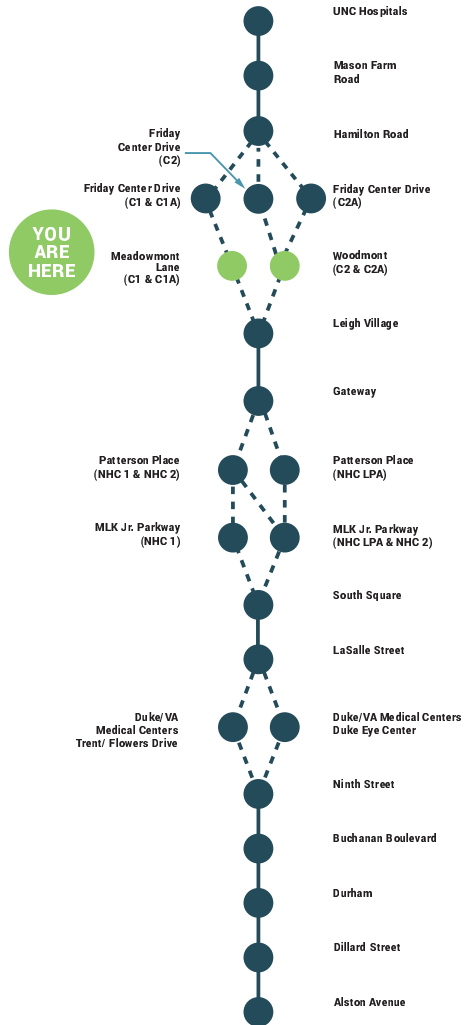 UNC Hospitals
Mason Farm
Road
Hamilton Road
Friday
Center Drive
(C2)
Friday Center Drive
(C1 & C1A)
Friday Center Drive
(C2A)
YOU
ARE
HERE
Meadowmont
Lane
(C1 & C1A)
Woodmont
(C2 & C2A)
Leigh Village
Gateway
Patterson Place
(NHC 1 & NHC 2)
Patterson Place
(NHC LPA)
MLK Jr. Parkway
(NHC 1)
MLK Jr. Parkway
(NHC LPA & NHC 2)
South Square
LaSalle Street
Duke/VA
Medical Centers
Trent/ Flowers Drive
Duke/VA Medical Centers
Duke Eye Center
Ninth Street
Buchanan Boulevard
Durham
Dillard Street
Alston Avenue